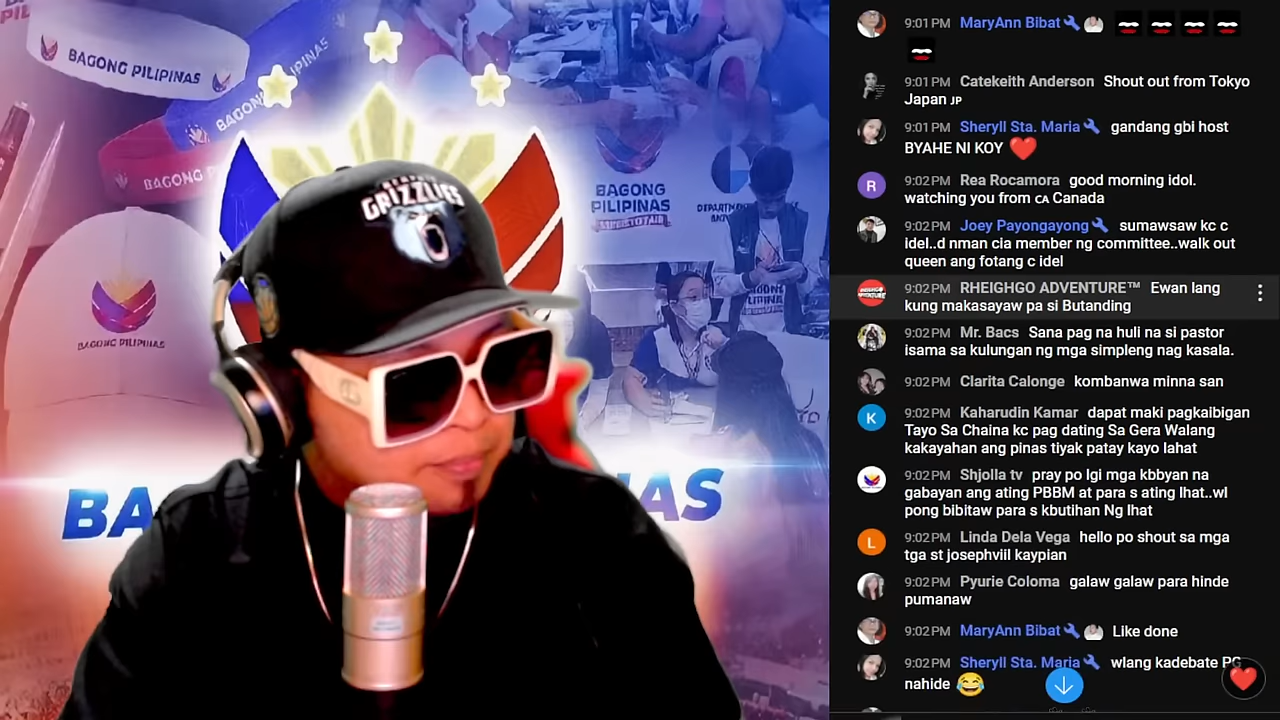 BAGONG PILIPINAS
BAGONG PILIPINAS
BAGONG P
BAGONG PILIPINAS
GRIZZLIES
BAGONG
PILIPINAS
BA
NAS
9:01 PM MaryAnn Bibat
9:01 PM Catekeith Anderson Shout out from Tokyo
Japan JP
9:01 PM Sheryll Sta. Maria gandang gbi host
BYAHE NI KOY ❤️
R
9:02 PM Rea Rocamora good morning idol.
watching you from CA Canada
9:02 PM Joey Payongayong sumawsaw kc c
idel..d nman cia member ng committee..walk out
queen ang fotang c idel
9:02 PM RHEIGHGO ADVENTURE™ Ewan lang
kung makasayaw pa si Butanding
9:02 PM Mr. Bacs Sana pag na huli na si pastor
isama sa kulungan ng mga simpleng nag kasala.
9:02 PM Clarita Calonge kombanwa minna san
K
9:02 PM Kaharudin Kamar dapat maki pagkaibigan
Tayo Sa Chaina kc pag dating Sa Gera Walang
kakayahan ang pinas tiyak patay kayo lahat
9:02 PM Shjolla tv pray po lgi mga kbbyan na
gabayan ang ating PBBM at para s ating lhat..wl
pong bibitaw para s kbutihan Ng lhat
L
9:02 PM Linda Dela Vega hello po shout sa mga
tga st josephviil kaypian
9:02 PM Pyurie Coloma galaw galaw para hinde
pumanaw
9:02 PM MaryAnn Bibat Like done
9:02 PM Sheryll Sta. Maria wlang kadebate PG
nahide 😂